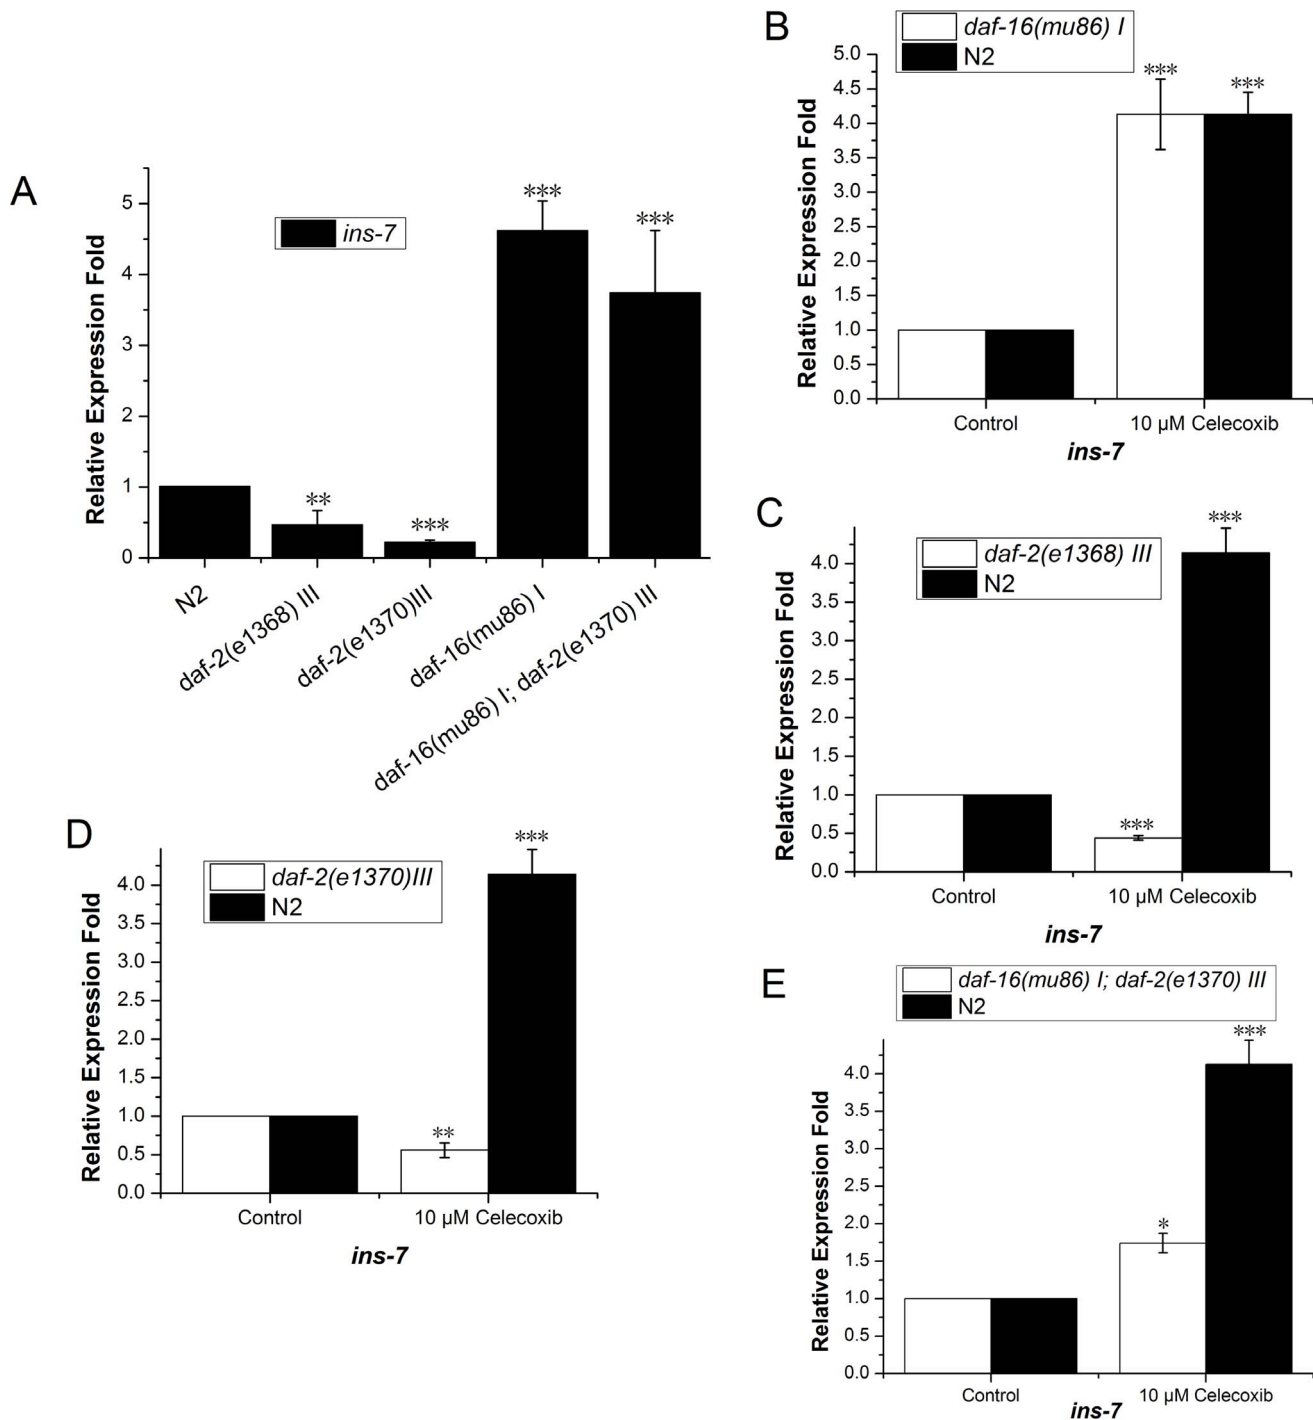 A
Relative Expression Fold
5
4
3
2
1
0
ins-7
***
***
**
***
N2
daf-2(e1368) III
daf-2(e1370)III
daf-16(mu86) I
daf-16(mu86) I; daf-2(e1370) III
B
daf-16(mu86) I
N2
Relative Expression Fold
5.0
4.5
4.0
3.5
3.0
2.5
2.0
1.5
1.0
0.5
0.0
***
***
Control
10 µM Celecoxib
ins-7
C
daf-2(e1368) III
N2
Relative Expression Fold
4.0
3.5
3.0
2.5
2.0
1.5
1.0
0.5
0.0
***
***
Control
10 µM Celecoxib
ins-7
D
daf-2(e1370)III
N2
Relative Expression Fold
4.0
3.5
3.0
2.5
2.0
1.5
1.0
0.5
0.0
***
**
Control
10 µM Celecoxib
ins-7
E
daf-16(mu86) I; daf-2(e1370) III
N2
Relative Expression Fold
4.0
3.5
3.0
2.5
2.0
1.5
1.0
0.5
0.0
***
*
Control
10 µM Celecoxib
ins-7